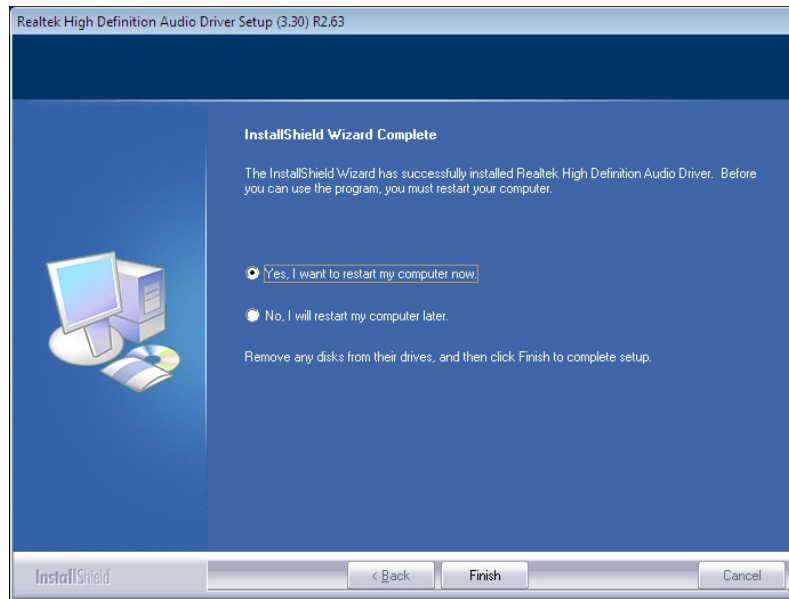 Realtek High Definition Audio Driver Setup (3.30) R2.63
InstallShield Wizard Complete
The InstallShield Wizard has successfully installed Realtek High Definition Audio Driver. Before
you can use the program, you must restart your computer.
Yes, I want to restart my computer now.
No, I will restart my computer later.
Remove any disks from their drives, and then click Finish to complete setup.
InstallShield
< Back
Finish
Cancel